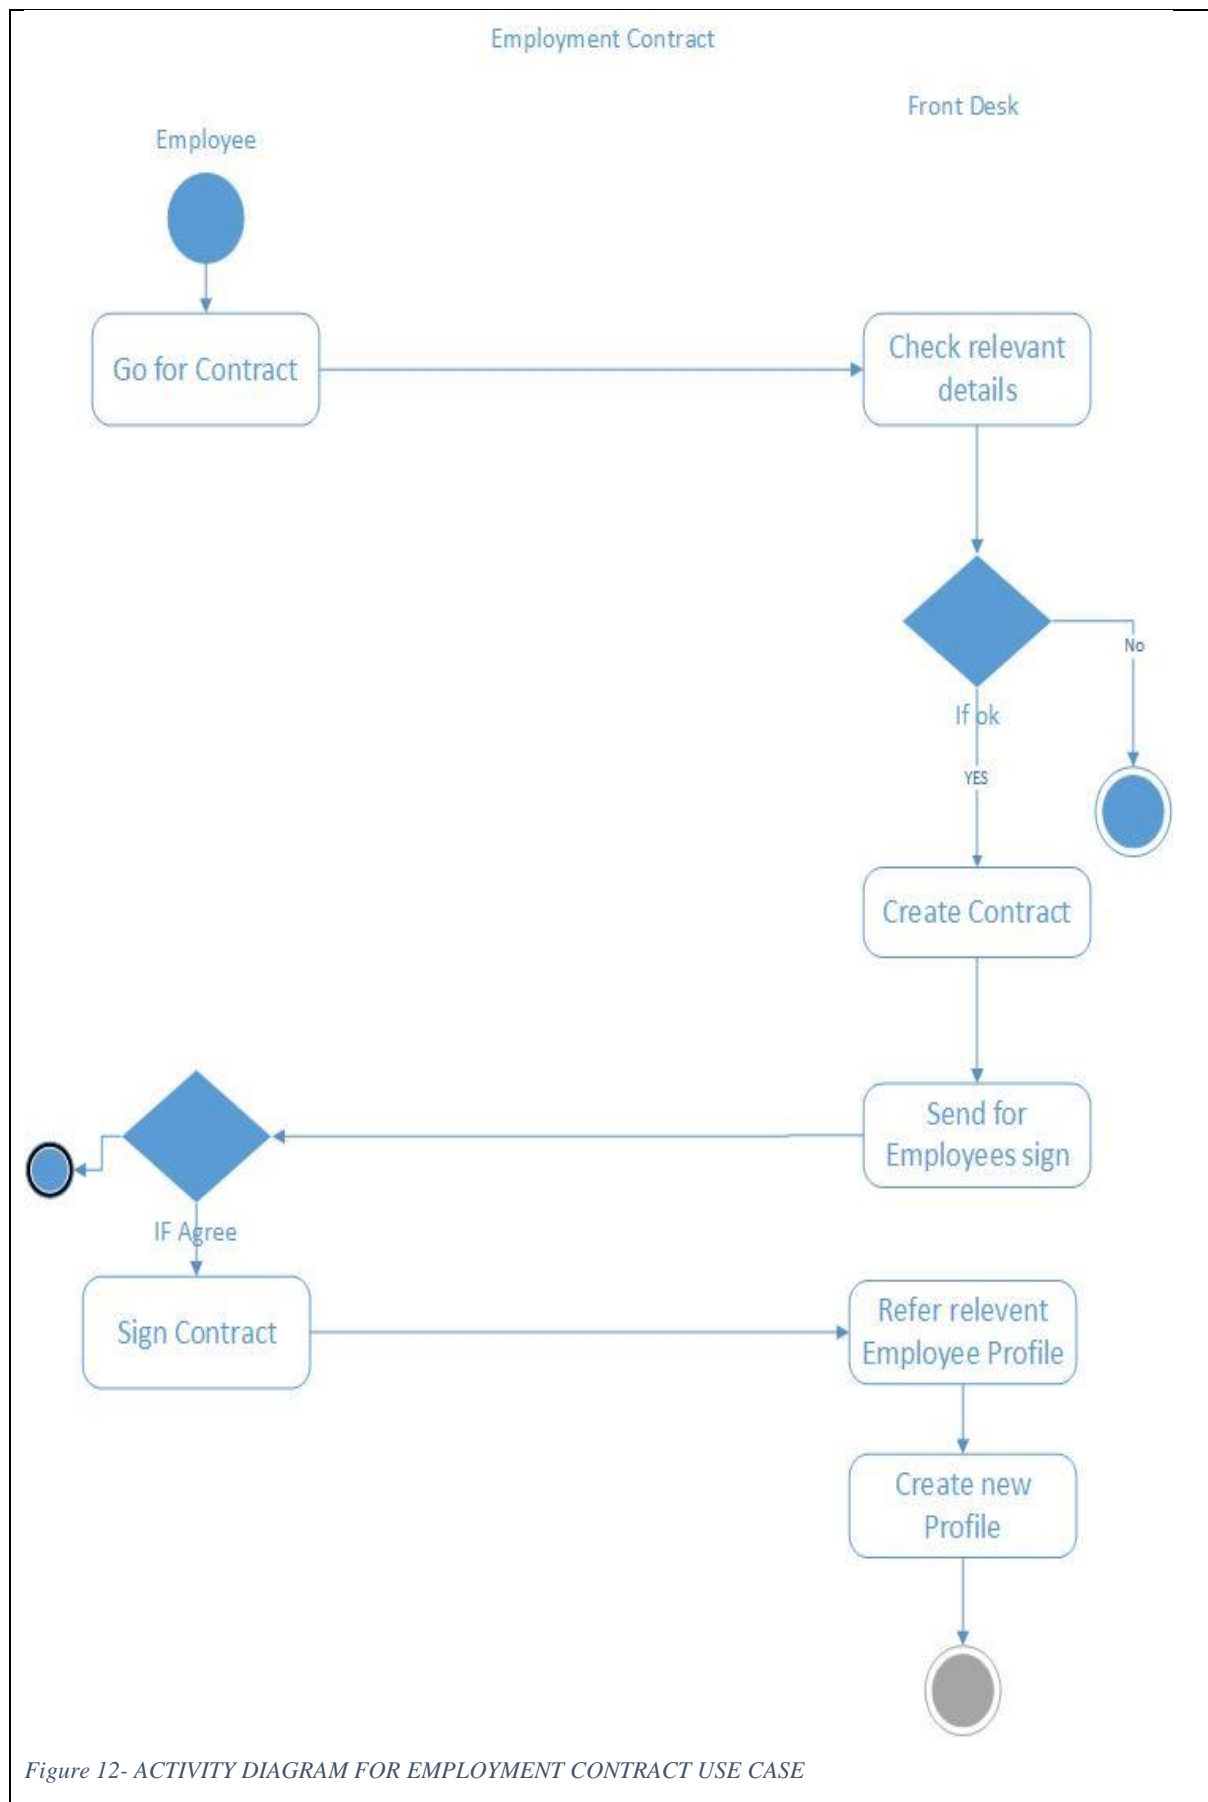 Employment Contract
Front Desk
Employee
Go for Contract
Check relevant
details
No
If ok
YES
Create Contract
Send for
Employees sign
IF Agree
Sign Contract
Refer relevent
Employee Profile
Create new
Profile
Figure 12- ACTIVITY DIAGRAM FOR EMPLOYMENT CONTRACT USE CASE